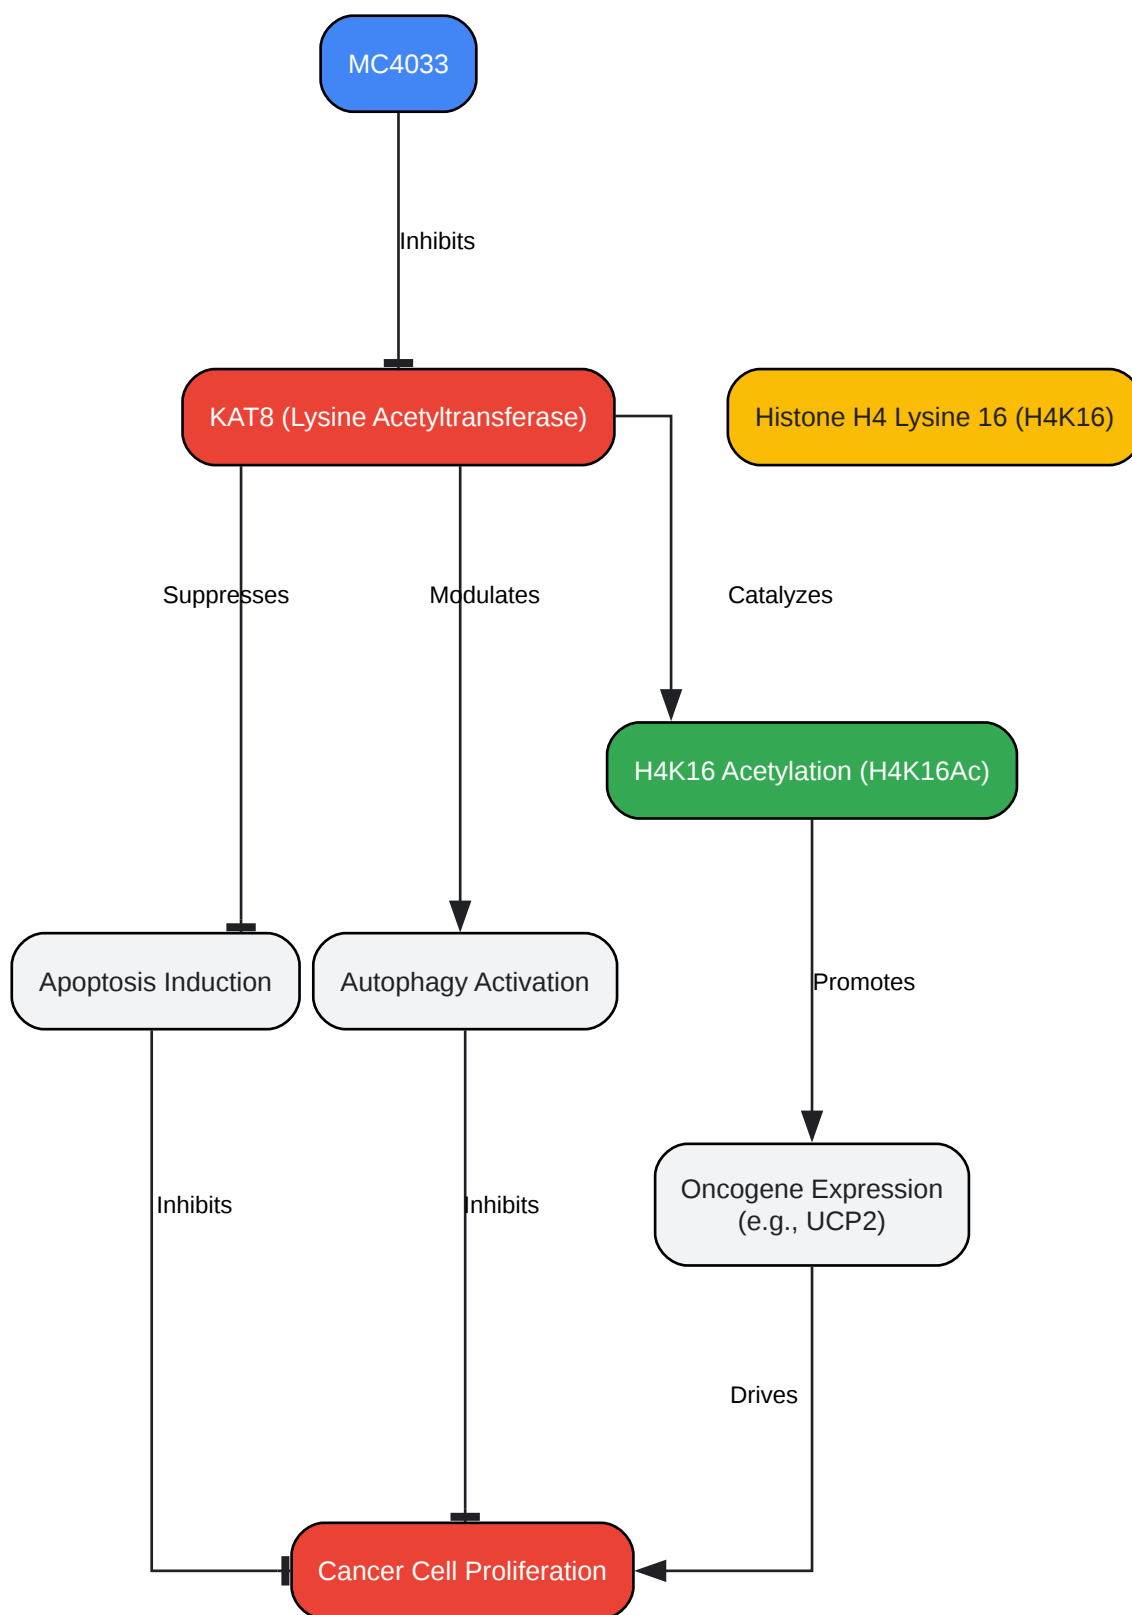 MC4033
Inhibits
KAT8 (Lysine Acetyltransferase)
Histone H4 Lysine 16 (H4K16)
Suppresses
Modulates
Catalyzes
H4K16 Acetylation (H4K16Ac)
Apoptosis Induction
Autophagy Activation
Promotes
Oncogene Expression
(e.g., UCP2)
Inhibits
Inhibits
Drives
Cancer Cell Proliferation